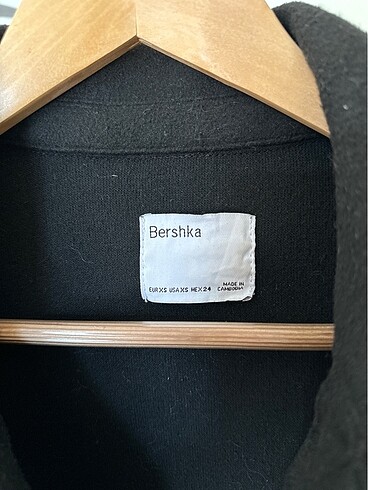 Bershka
MADE IN
EUR XS USA XS MEX 24 CAMBODIA